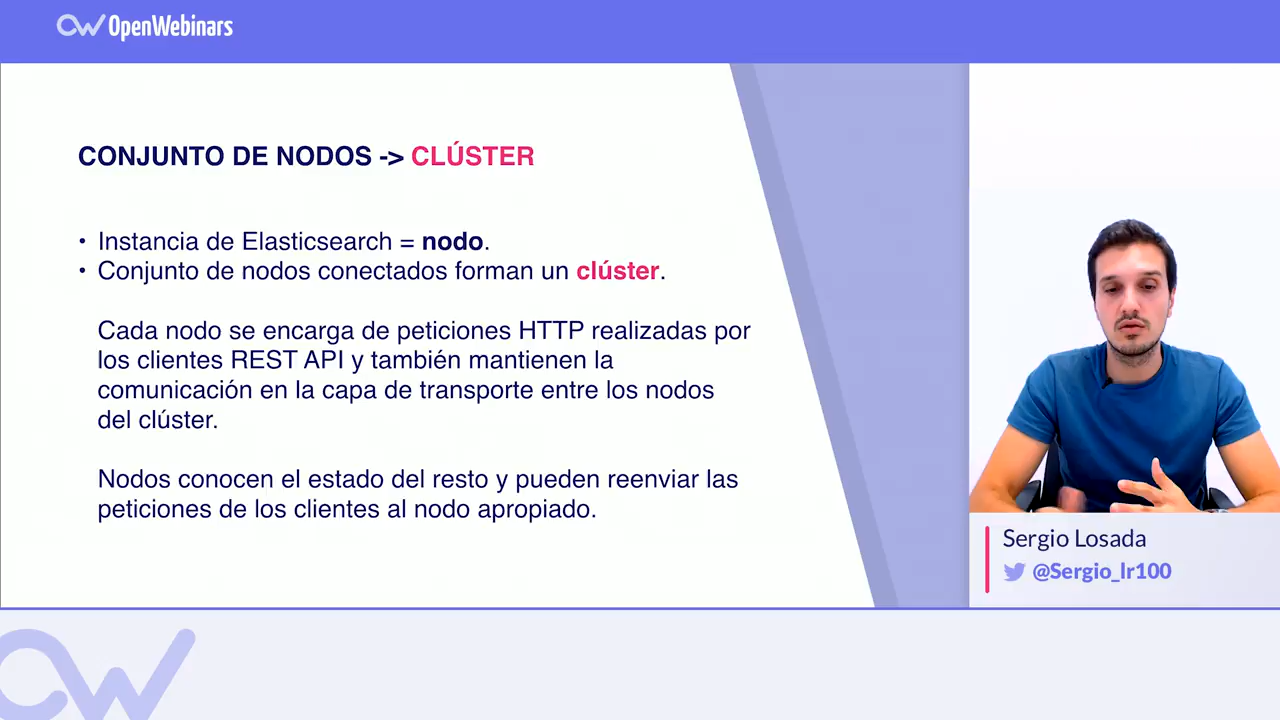 OpenWebinars
CONJUNTO DE NODOS -> CLÚSTER
• Instancia de Elasticsearch = nodo.
• Conjunto de nodos conectados forman un clúster.
Cada nodo se encarga de peticiones HTTP realizadas por
los clientes REST API y también mantienen la
comunicación en la capa de transporte entre los nodos
del clúster.
Nodos conocen el estado del resto y pueden reenviar las
peticiones de los clientes al nodo apropiado.
Sergio Losada
@Sergio_lr100